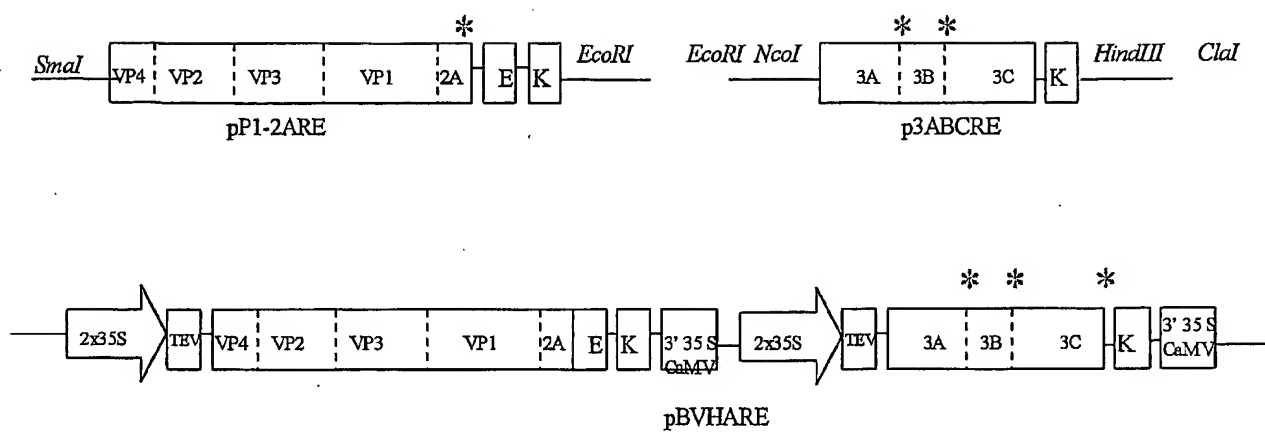 * * *
SmaI VP4 VP2 VP3 VP1 2A E K EcoRI EcoRI NcoI 3A 3B 3C K HindIII ClaI
pP1-2ARE p3ABCRE
* * *
2x35S TEV VP4 VP2 VP3 VP1 2A E K 3' 35 S CaMV 2x35S TEV 3A 3B 3C K 3' 35 S CaMV
pBVHARE